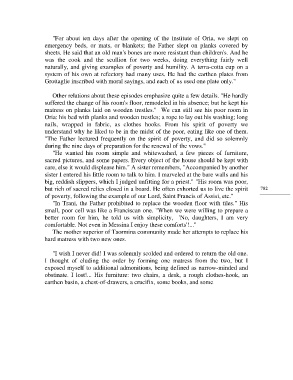 "For about ten days after the opening of the Institute of Oria, we slept on
emergency beds, or mats, or blankets; the Father slept on planks covered by
sheets. He said that an old man's bones are more resistant than children's. And he
was the cook and the scullion for two weeks, doing everything fairly well
naturally, and giving examples of poverty and humility. A terra-cotta cup on a
system of his own at refectory had many uses. He had the earthen plates from
Grottaglie inscribed with moral sayings, and each of us used one plate only."
Other relations about these episodes emphasize quite a few details. "He hardly
suffered the change of his room's floor, remodeled in his absence; but he kept his
mattress on planks laid on wooden trestles." We can still see his poor room in
Oria: his bed with planks and wooden trestles; a rope to lay out his washing; long
nails, wrapped in fabric, as clothes hooks. From his spirit of poverty we
understand why he liked to be in the midst of the poor, eating like one of them.
"The Father lectured frequently on the spirit of poverty, and did so solemnly
during the nine days of preparation for the renewal of the vows."
"He wanted his room simple and whitewashed, a few pieces of furniture,
sacred pictures, and some papers. Every object of the house should be kept with
care, else it would displease him." A sister remembers, "Accompanied by another
sister I entered his little room to talk to him. I marveled at the bare walls and his
big, reddish slippers, which I judged unfitting for a priest." "His room was poor,
but rich of sacred relics closed in a board. He often exhorted us to live the spirit
of poverty, following the example of our Lord, Saint Francis of Assisi, etc."
"In Trani, the Father prohibited to replace the wooden floor with tiles." His
small, poor cell was like a Franciscan one. "When we were willing to prepare a
better room for him, he told us with simplicity, 'No, daughters, I am very
comfortable. Not even in Messina I enjoy these comforts'!..."
The mother superior of Taormina community made her attempts to replace his
hard mattress with two new ones.
"I wish I never did! I was solemnly scolded and ordered to return the old one.
I thought of eluding the order by forming one mattress from the two, but I
exposed myself to additional admonitions, being defined as narrow-minded and
obstinate. I lost!... His furniture: two chairs, a desk, a rough clothes-hook, an
earthen basin, a chest-of-drawers, a crucifix, some books, and some
782